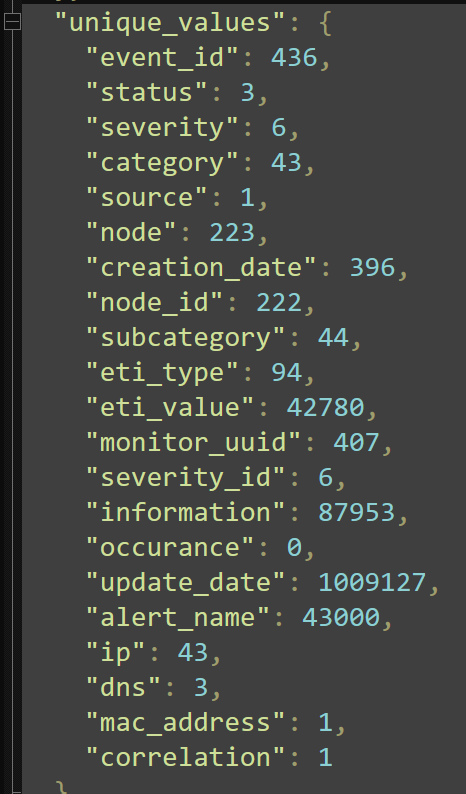 "unique_values": {
"event_id": 436,
"status": 3,
"severity": 6,
"category": 43,
"source": 1,
"node": 223,
"creation_date": 396,
"node_id": 222,
"subcategory": 44,
"eti_type": 94,
"eti_value": 42780,
"monitor_uuid": 407,
"severity_id": 6,
"information": 87953,
"occurance": 0,
"update_date": 1009127,
"alert_name": 43000,
"ip": 43,
"dns": 3,
"mac_address": 1,
"correlation": 1
}